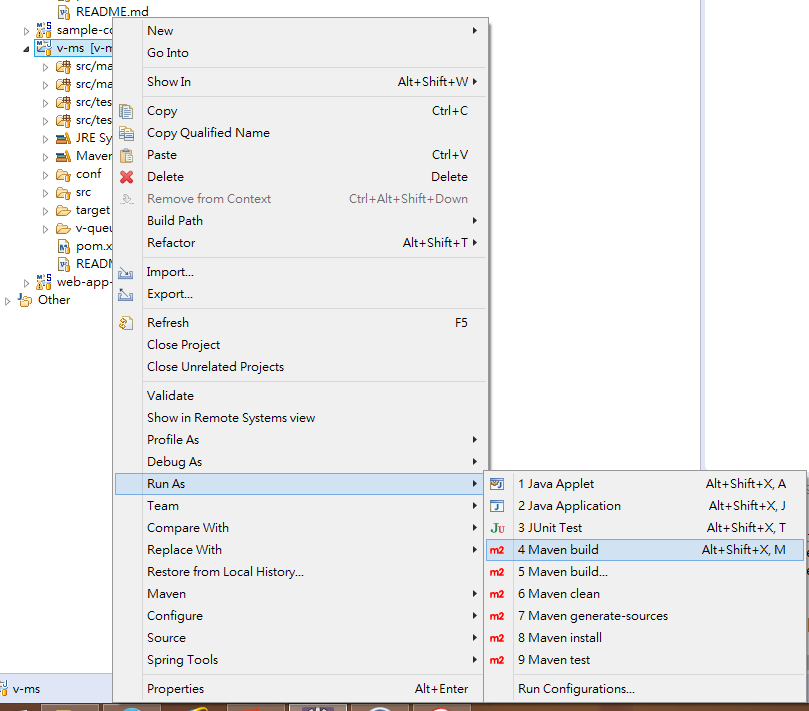 README.md
sample-co
v-ms [v-m
src/ma
src/ma
src/tes
src/tes
JRE Sy
Maven
conf
src
target
v-queu
pom.x
READM
web-app-
Other
New
Go Into
Show In Alt+Shift+W
Copy Ctrl+C
Copy Qualified Name
Paste Ctrl+V
Delete Delete
Remove from Context Ctrl+Alt+Shift+Down
Build Path
Refactor Alt+Shift+T
Import...
Export...
Refresh F5
Close Project
Close Unrelated Projects
Validate
Show in Remote Systems view
Profile As
Debug As
Run As
Team
Compare With
Replace With
Restore from Local History...
Maven
Configure
Source
Spring Tools
Properties Alt+Enter
1 Java Applet Alt+Shift+X, A
2 Java Application Alt+Shift+X, J
Ju 3 JUnit Test Alt+Shift+X, T
m2 4 Maven build Alt+Shift+X, M
m2 5 Maven build...
m2 6 Maven clean
m2 7 Maven generate-sources
m2 8 Maven install
m2 9 Maven test
Run Configurations...
v-ms